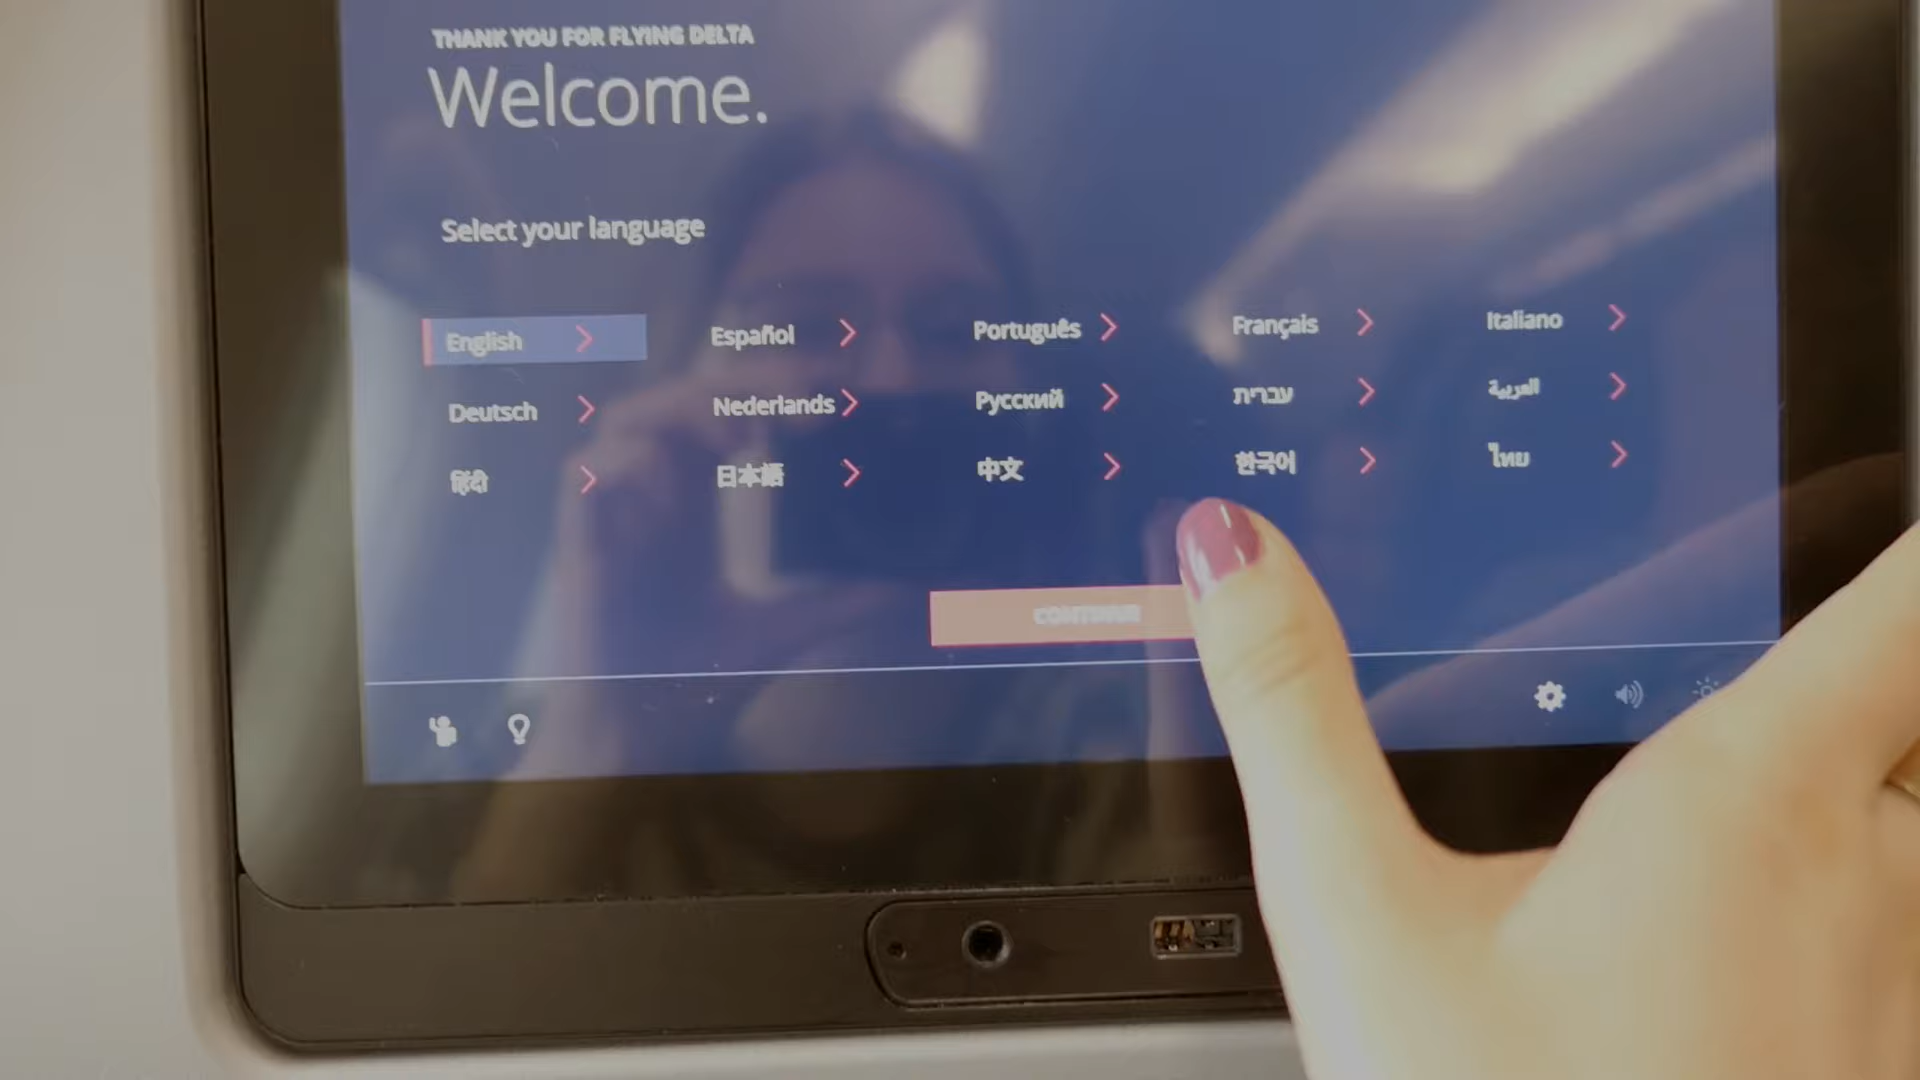 THANK YOU FOR FLYING DELTA
Welcome.
Select your language
English Español Português Français Italiano
Deutsch Nederlands Русский עברית العربية
हिंदी 日本語 中文 한국어 ไทย
CONTINUE